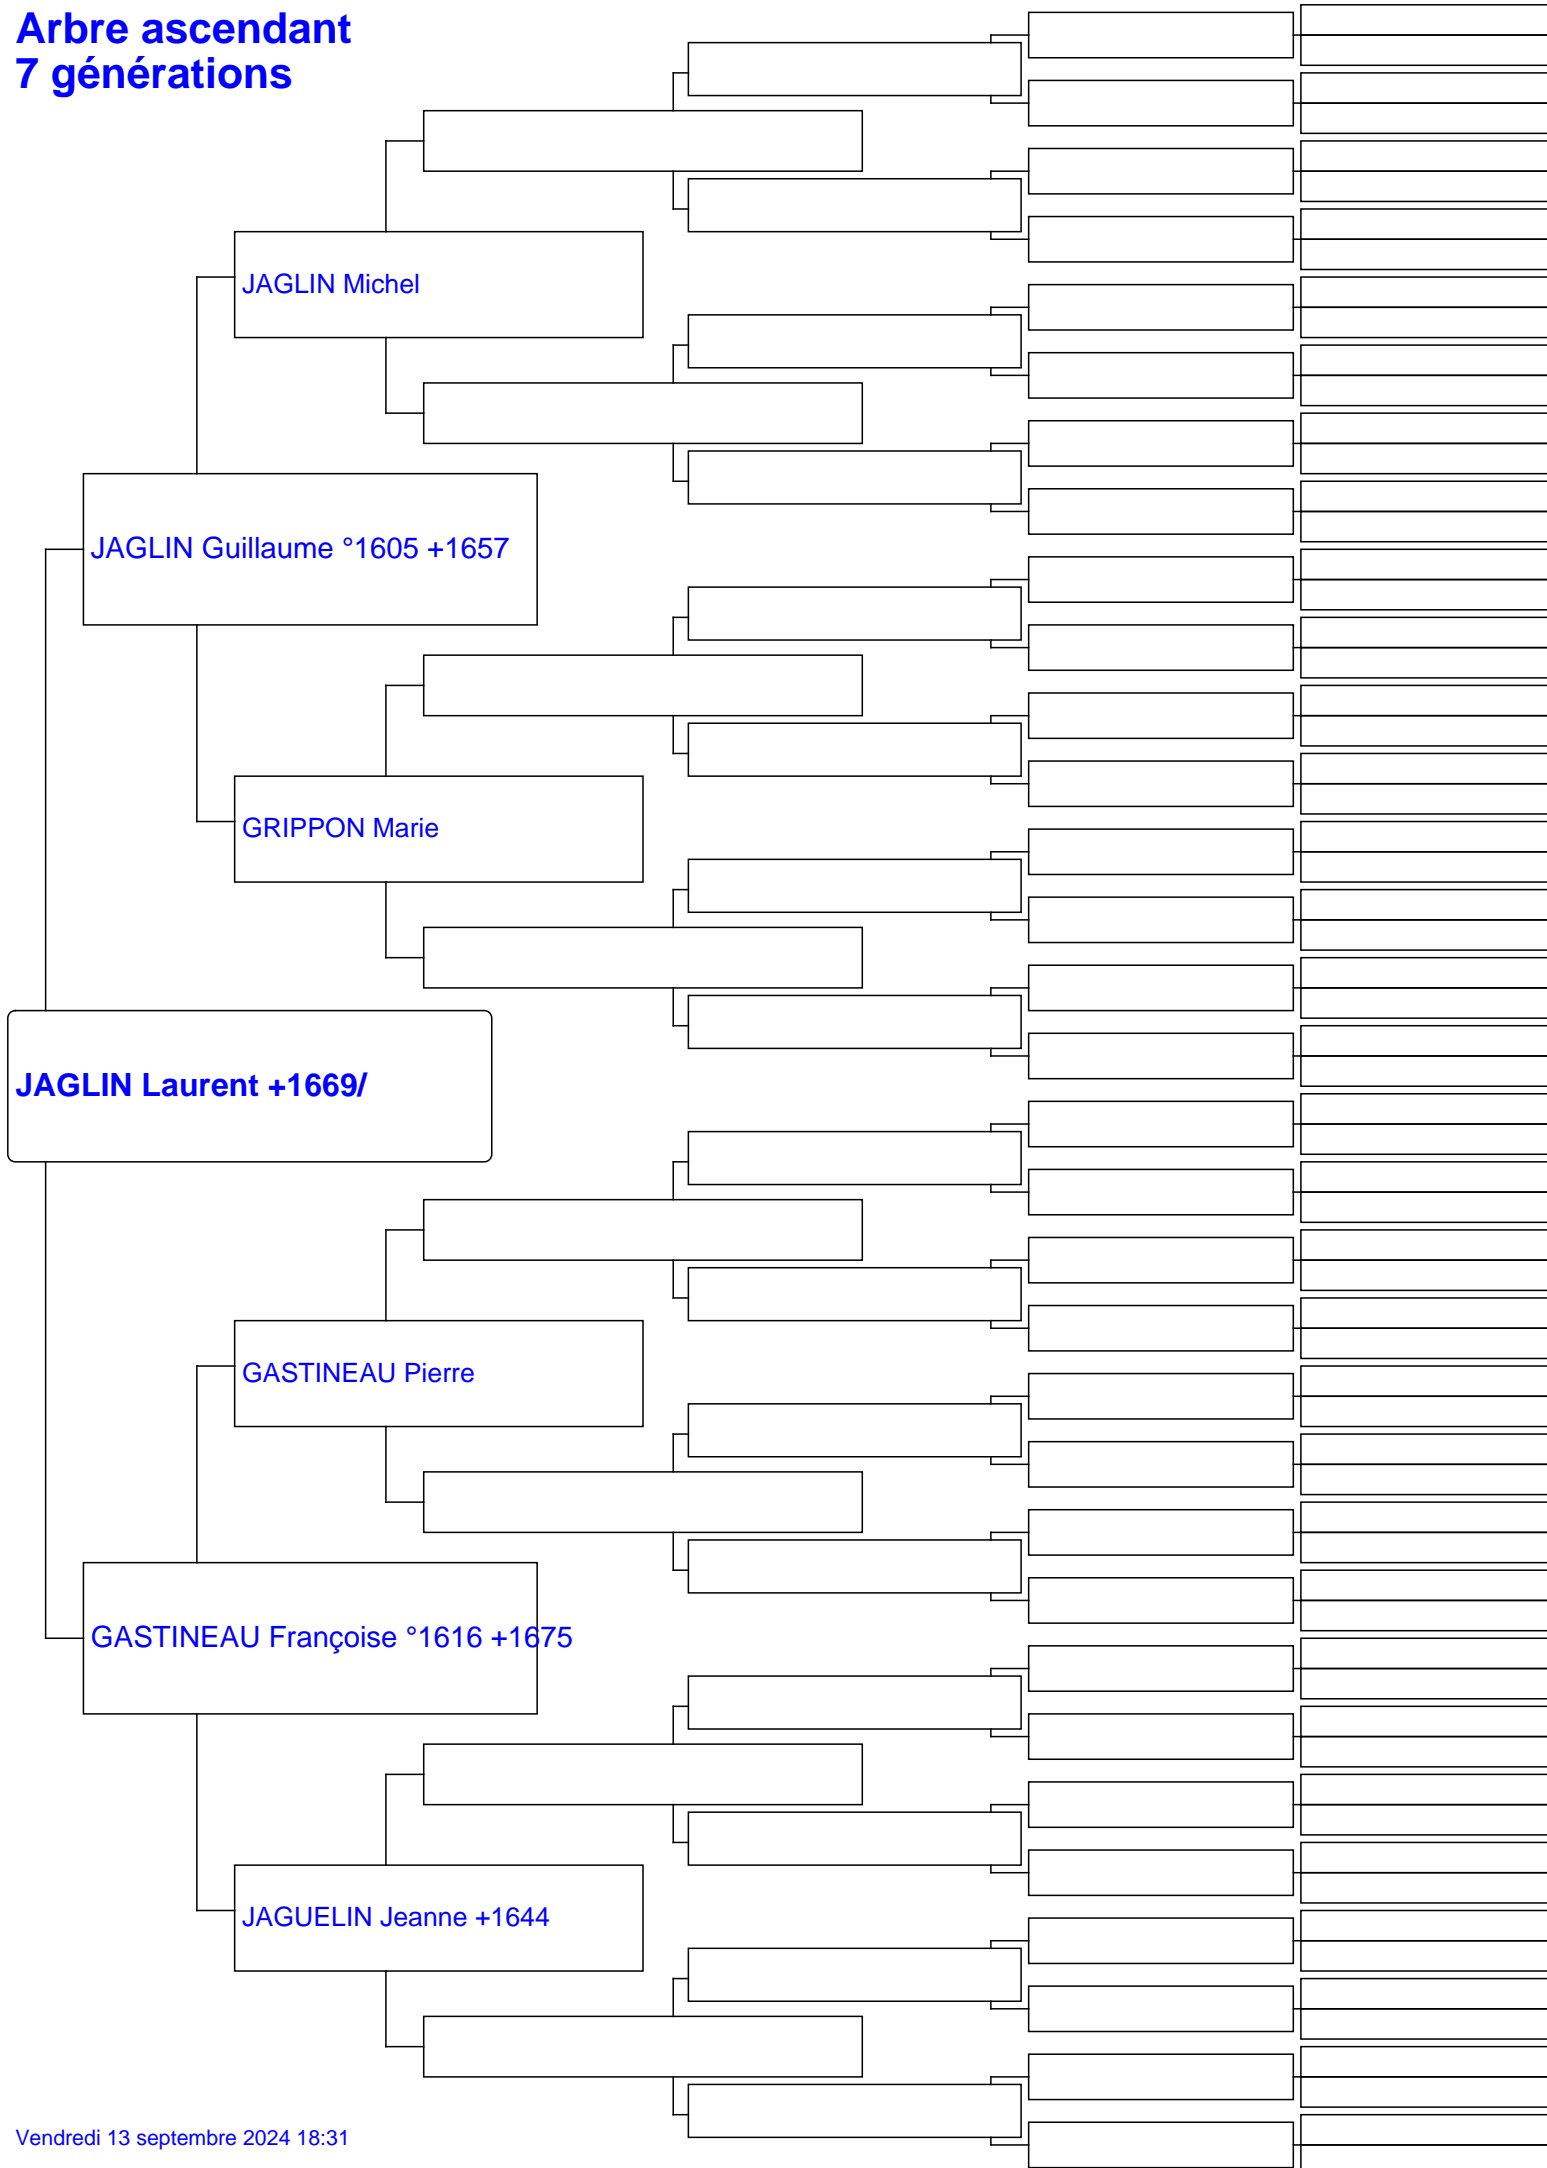 Arbre ascendant
7 générations
JAGLIN Michel
JAGLIN Guillaume °1605 +1657
GRIPPON Marie
JAGLIN Laurent +1669/
GASTINEAU Pierre
GASTINEAU Françoise °1616 +1675
JAGUELIN Jeanne +1644
Vendredi 13 septembre 2024 18:31